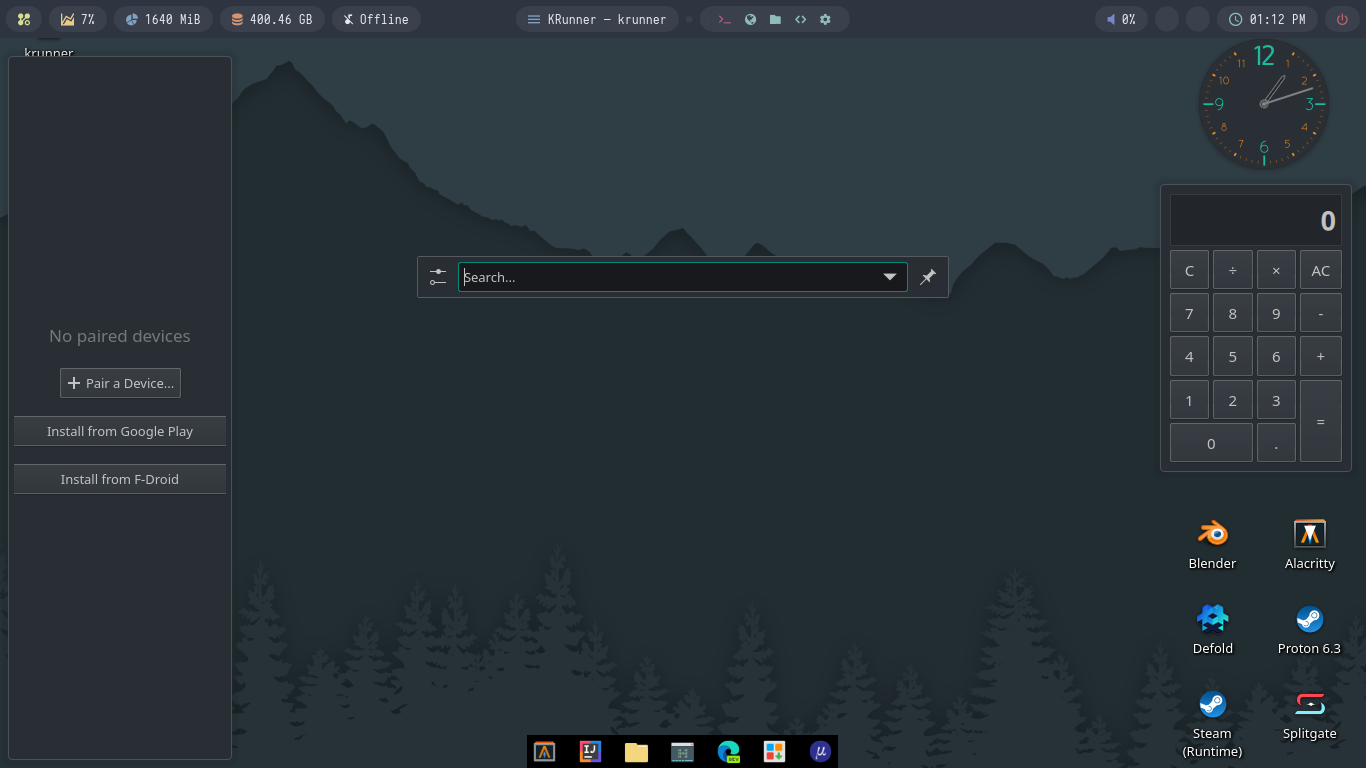 7%
1640 MiB
400.46 GB
Offline
KRunner — krunner
0%
01:12 PM
krunner
12
1
2
3
4
5
6
7
8
9
10
11
No paired devices
Pair a Device...
Install from Google Play
Install from F-Droid
Search...
0
C ÷ × AC
7 8 9 -
4 5 6 +
1 2 3 =
0 .
Blender
Alacritty
Defold
Proton 6.3
Steam
(Runtime)
Splitgate
IJ
DEV
μ